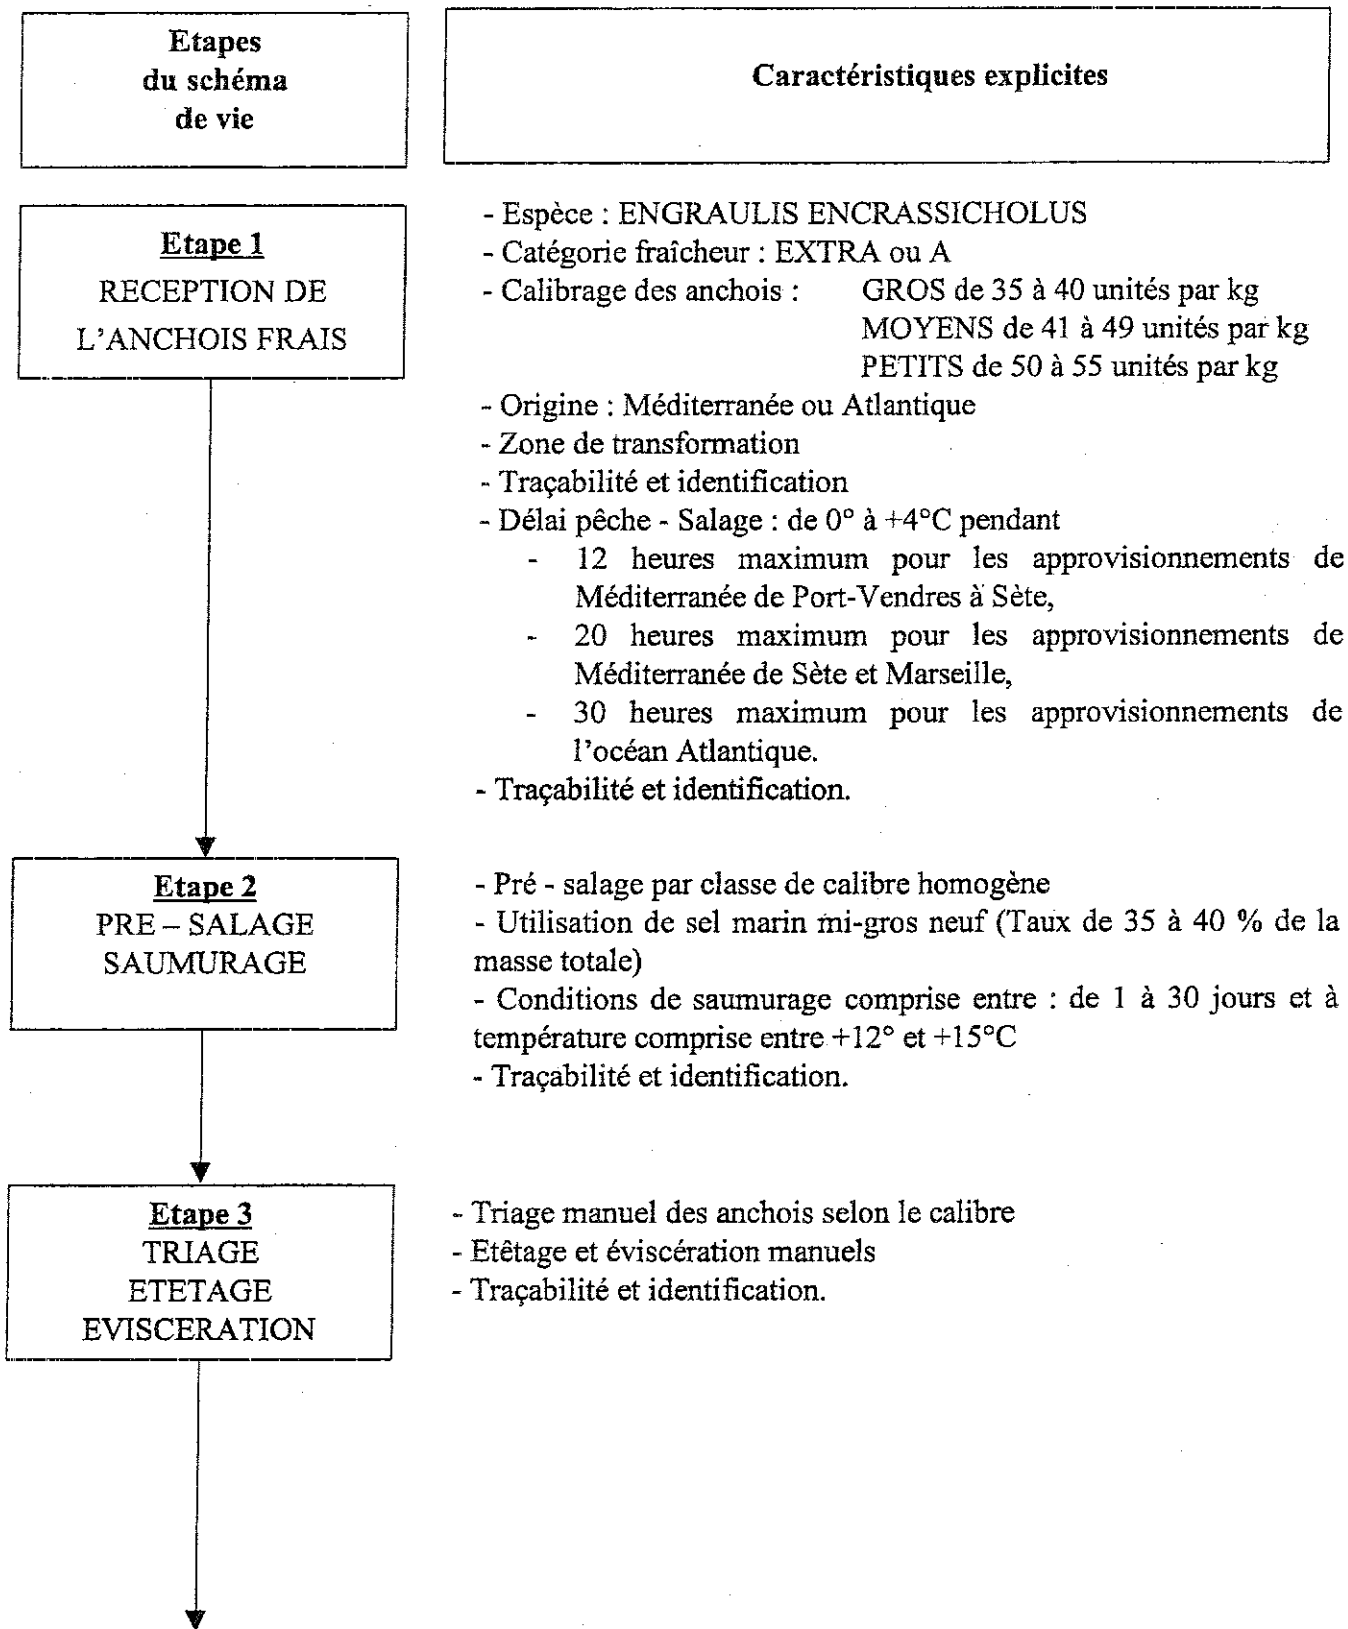 Etapes
du schéma
de vie
Caractéristiques explicites
Etape 1
RECEPTION DE
L'ANCHOIS FRAIS
- Espèce : ENGRAULIS ENCRASSICHOLUS
- Catégorie fraîcheur : EXTRA ou A
- Calibrage des anchois : GROS de 35 à 40 unités par kg
MOYENS de 41 à 49 unités par kg
PETITS de 50 à 55 unités par kg
- Origine : Méditerranée ou Atlantique
- Zone de transformation
- Traçabilité et identification
- Délai pêche - Salage : de 0° à +4°C pendant
- 12 heures maximum pour les approvisionnements de
Méditerranée de Port-Vendres à Sète,
- 20 heures maximum pour les approvisionnements de
Méditerranée de Sète et Marseille,
- 30 heures maximum pour les approvisionnements de
l'océan Atlantique.
- Traçabilité et identification.
Etape 2
PRE – SALAGE
SAUMURAGE
- Pré - salage par classe de calibre homogène
- Utilisation de sel marin mi-gros neuf (Taux de 35 à 40 % de la
masse totale)
- Conditions de saumurage comprise entre : de 1 à 30 jours et à
température comprise entre +12° et +15°C
- Traçabilité et identification.
Etape 3
TRIAGE
ETETAGE
EVISCERATION
- Triage manuel des anchois selon le calibre
- Etêtage et éviscération manuels
- Traçabilité et identification.